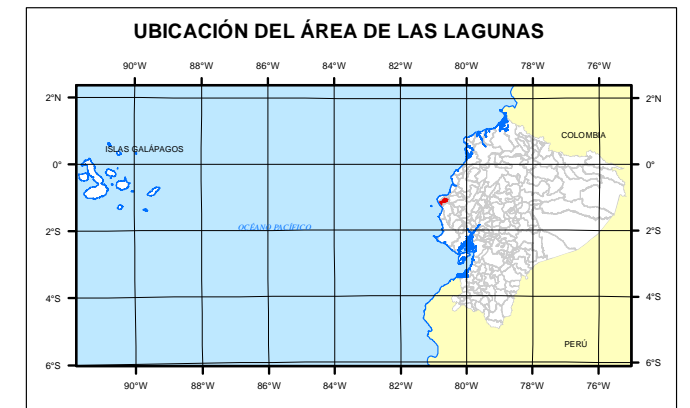 UBICACIÓN DEL ÁREA DE LAS LAGUNAS
90°W 88°W 86°W 84°W 82°W 80°W 78°W 76°W
2°N 2°N
COLOMBIA
ISLAS GALÁPAGOS
0° 0°
OCÉANO PACÍFICO
2°S 2°S
4°S 4°S
PERÚ
6°S 6°S
90°W 88°W 86°W 84°W 82°W 80°W 78°W 76°W